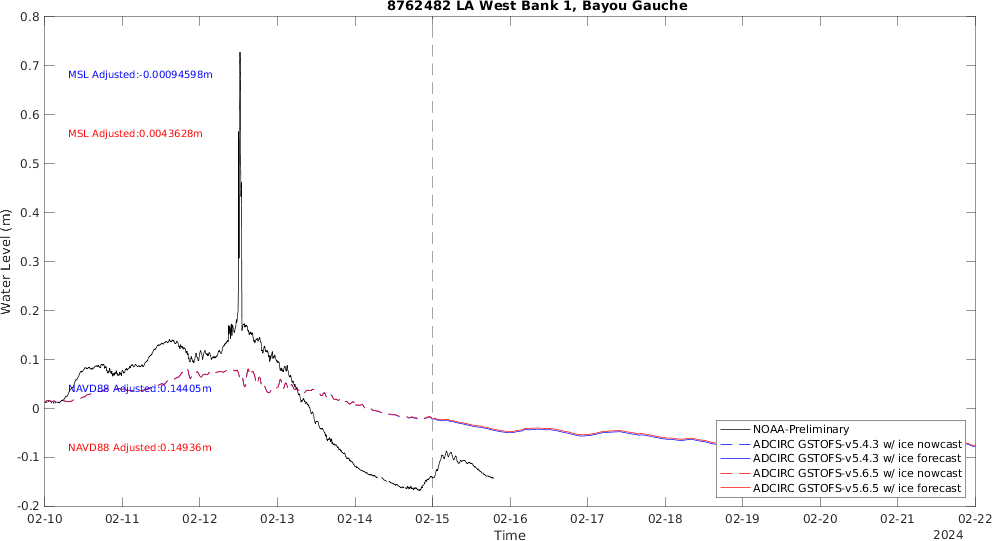 8762482 LA West Bank 1, Bayou Gauche
0.8
0.7
MSL Adjusted:-0.00094598m
0.6
MSL Adjusted:0.0043628m
0.5
0.4
Water Level (m)
0.3
0.2
0.1
NAVD88 Adjusted:0.14405m
0
NOAA-Preliminary
ADCIRC GSTOFS-v5.4.3 w/ ice nowcast
NAVD88 Adjusted:0.14936m
-0.1
ADCIRC GSTOFS-v5.4.3 w/ ice forecast
ADCIRC GSTOFS-v5.6.5 w/ ice nowcast
ADCIRC GSTOFS-v5.6.5 w/ ice forecast
-0.2
02-10 02-11 02-12 02-13 02-14 02-15 02-16 02-17 02-18 02-19 02-20 02-21 02-22
Time
2024